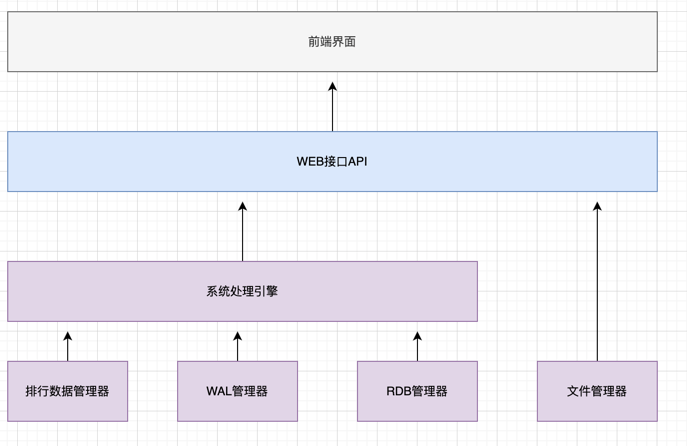 前端界面
WEB接口API
系统处理引擎
排行数据管理器
WAL管理器
RDB管理器
文件管理器